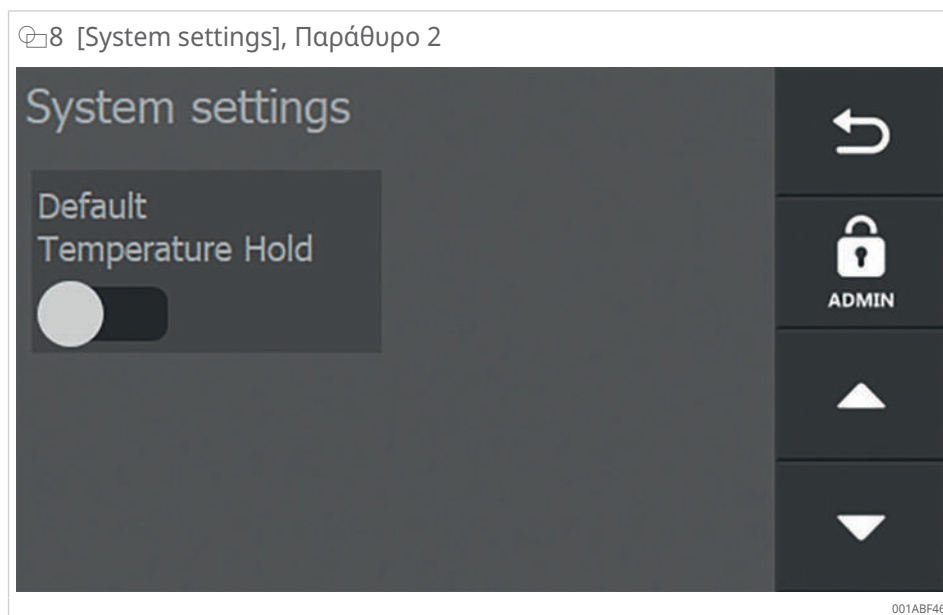 8 [System settings], Παράθυρο 2
System settings
Default
Temperature Hold
ADMIN
001ABF46